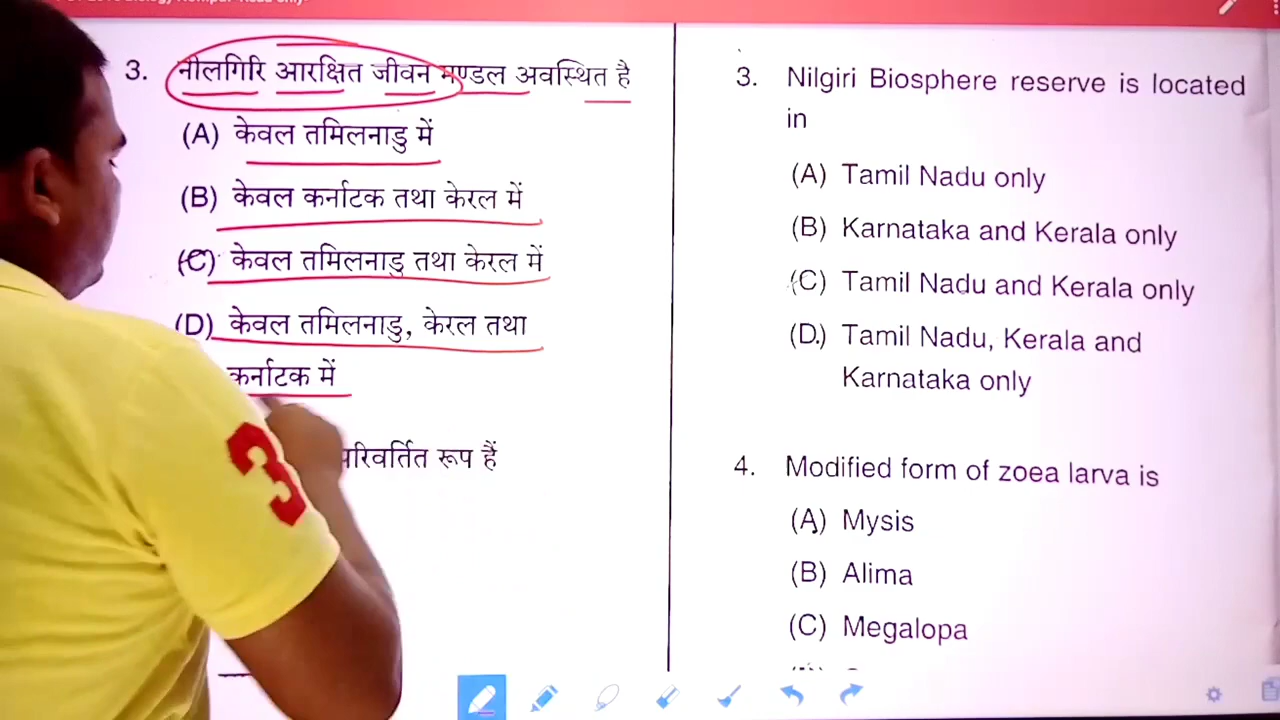 3. नीलगिरि आरक्षित जीवन मण्डल अवस्थित है
(A) केवल तमिलनाडु में
(B) केवल कर्नाटक तथा केरल में
(C) केवल तमिलनाडु तथा केरल में
(D) केवल तमिलनाडु, केरल तथा
कर्नाटक में
परिवर्तित रूप हैं
3
3. Nilgiri Biosphere reserve is located
in
(A) Tamil Nadu only
(B) Karnataka and Kerala only
(C) Tamil Nadu and Kerala only
(D) Tamil Nadu, Kerala and
Karnataka only
4. Modified form of zoea larva is
(A) Mysis
(B) Alima
(C) Megalopa